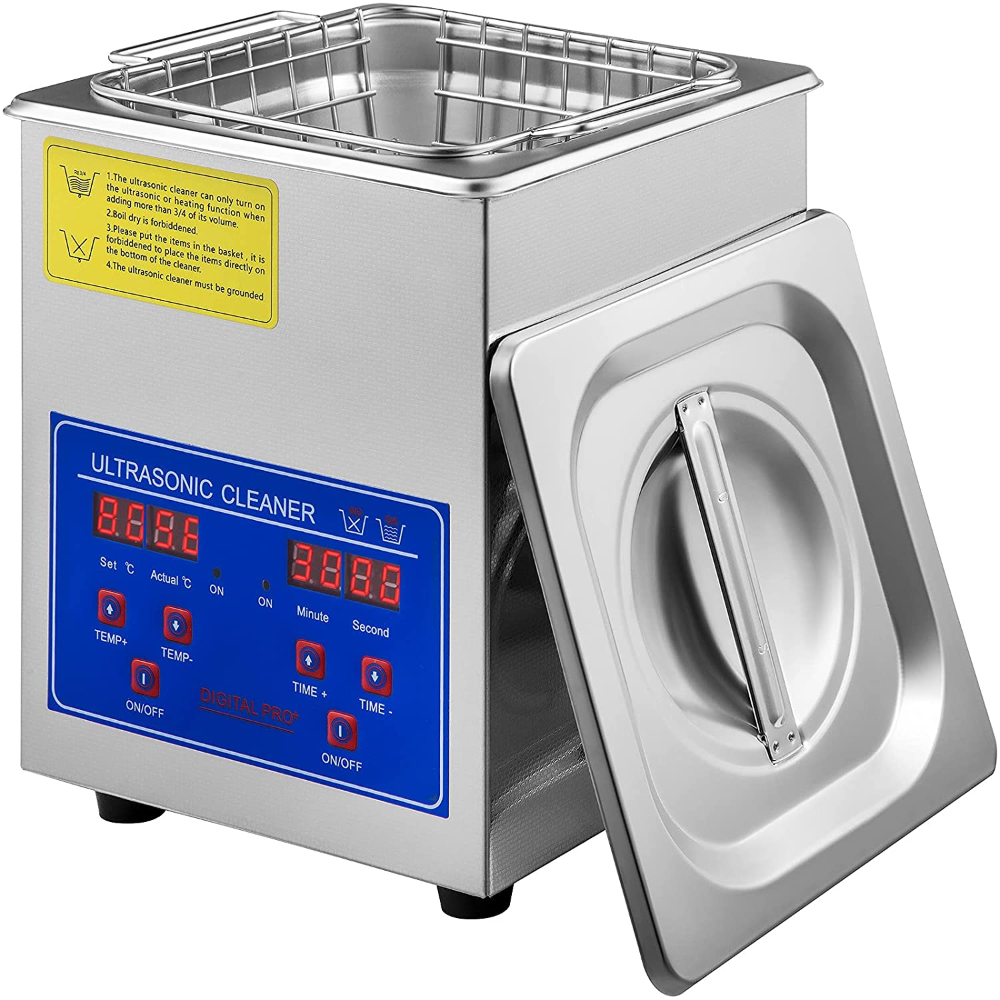 ≈3/4
1.The ultrasonic cleaner can only turn on
the ultrasonic or heating function when
adding more than 3/4 of its volume.
2.Boil dry is forbiddened.
3.Please put the items in the basket , it is
forbiddened to place the items directly on
the bottom of the cleaner.
4.The ultrasonic cleaner must be grounded
ULTRASONIC CLEANER
NO OK
Set °C Actual °C ON ON Minute Second
TEMP+ TEMP- TIME + TIME -
ON/OFF DIGITAL PRO+ ON/OFF